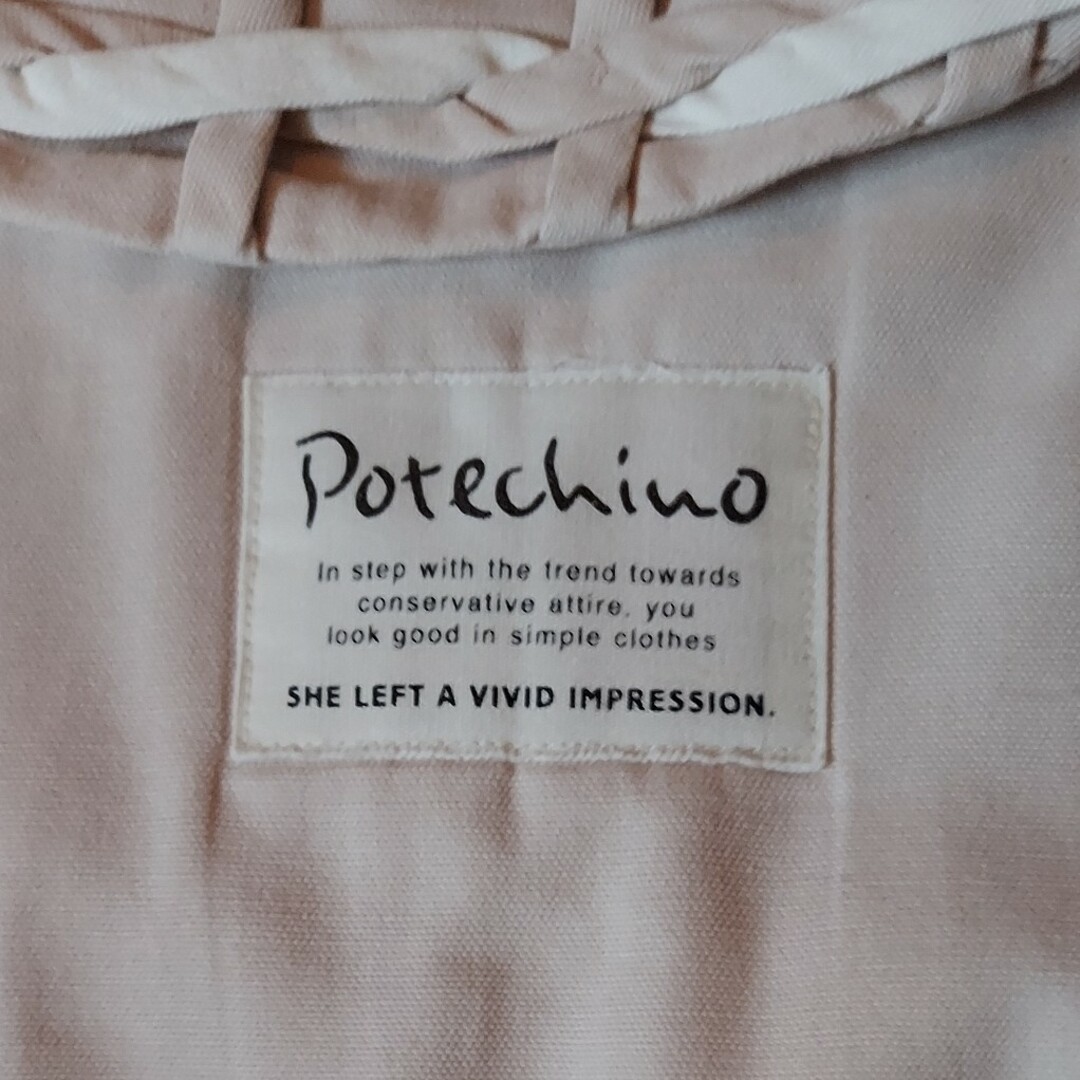 Potechino
In step with the trend towards
conservative attire, you
look good in simple clothes
SHE LEFT A VIVID IMPRESSION.